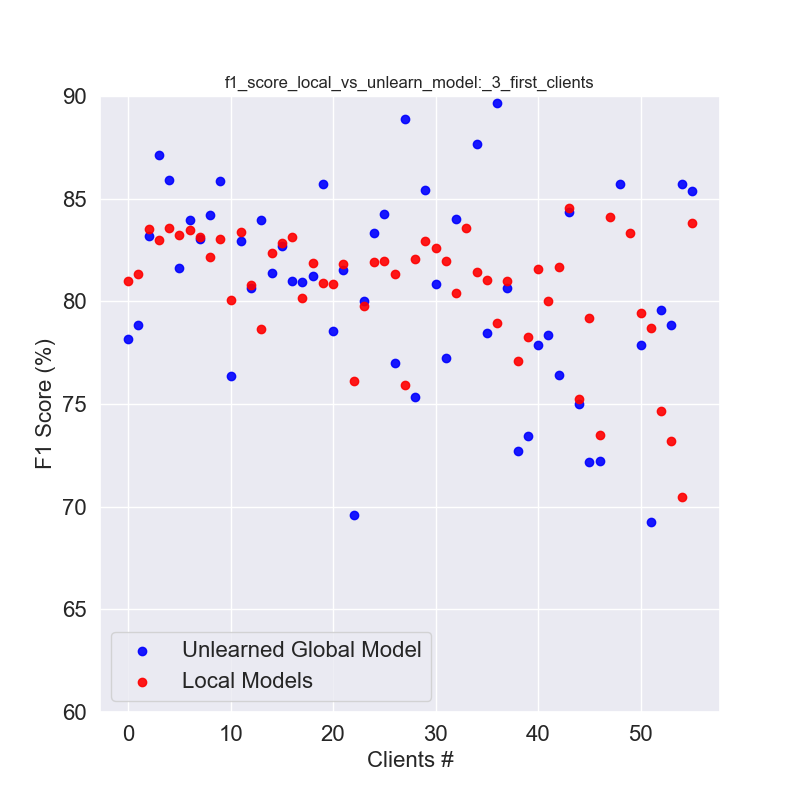 f1_score_local_vs_unlearn_model:_3_first_clients
90
85
80
75
70
65
60
F1 Score (%)
Unlearned Global Model
Local Models
0 10 20 30 40 50
Clients #